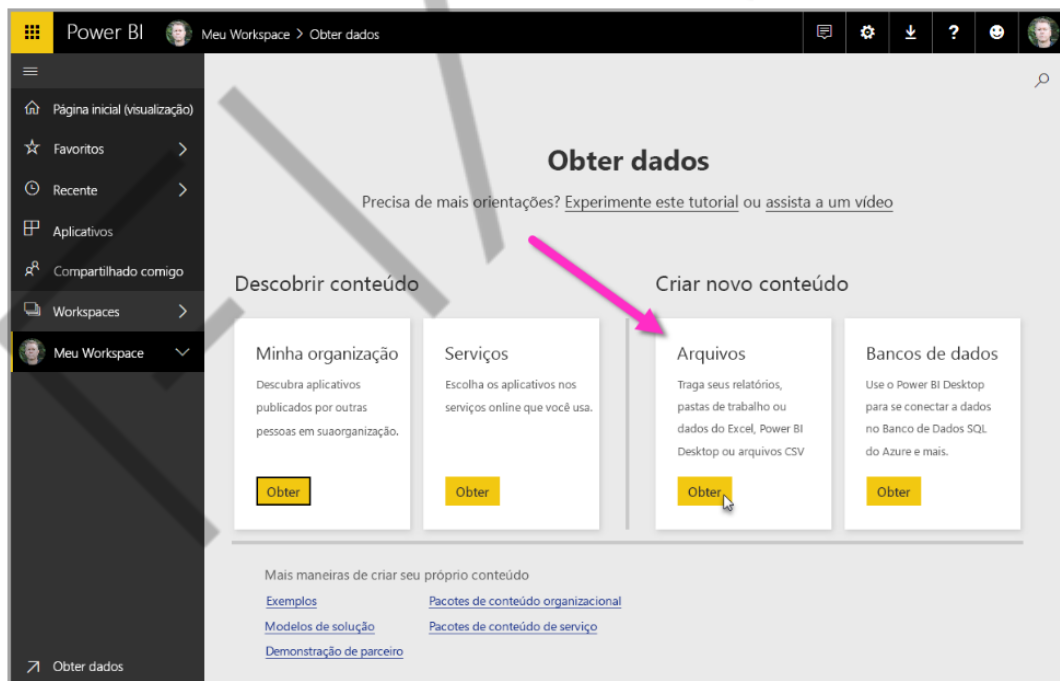 Power BI
Meu Workspace > Obter dados
?
Página inicial (visualização)
Favoritos
Recente
Aplicativos
Compartilhado comigo
Workspaces
Meu Workspace
Obter dados
Obter dados
Precisa de mais orientações? Experimente este tutorial ou assista a um vídeo
Descobrir conteúdo
Minha organização
Descubra aplicativos
publicados por outras
pessoas em suaorganização.
Obter
Serviços
Escolha os aplicativos nos
serviços online que você usa.
Obter
Criar novo conteúdo
Arquivos
Traga seus relatórios,
pastas de trabalho ou
dados do Excel, Power BI
Desktop ou arquivos CSV
Obter
Bancos de dados
Use o Power BI Desktop
para se conectar a dados
no Banco de Dados SQL
do Azure e mais.
Obter
Mais maneiras de criar seu próprio conteúdo
Exemplos
Pacotes de conteúdo organizacional
Modelos de solução
Pacotes de conteúdo de serviço
Demonstração de parceiro